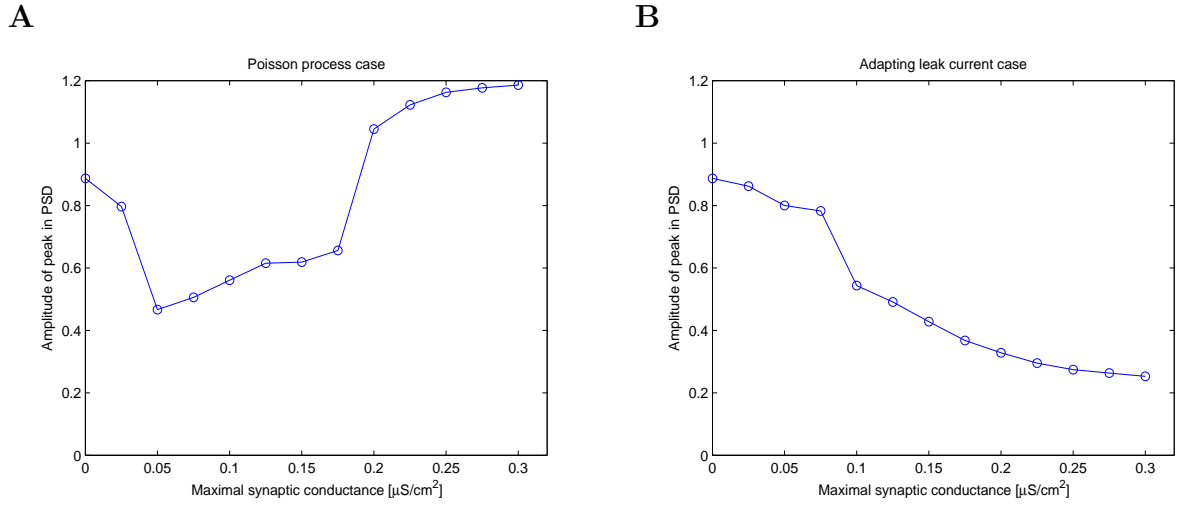 A
B
Poisson process case
Adapting leak current case
Amplitude of peak in PSD
1.2
1
0.8
0.6
0.4
0.2
0
0 0.05 0.1 0.15 0.2 0.25 0.3
Maximal synaptic conductance [μS/cm²]
Amplitude of peak in PSD
1.2
1
0.8
0.6
0.4
0.2
0
0 0.05 0.1 0.15 0.2 0.25 0.3
Maximal synaptic conductance [μS/cm²]